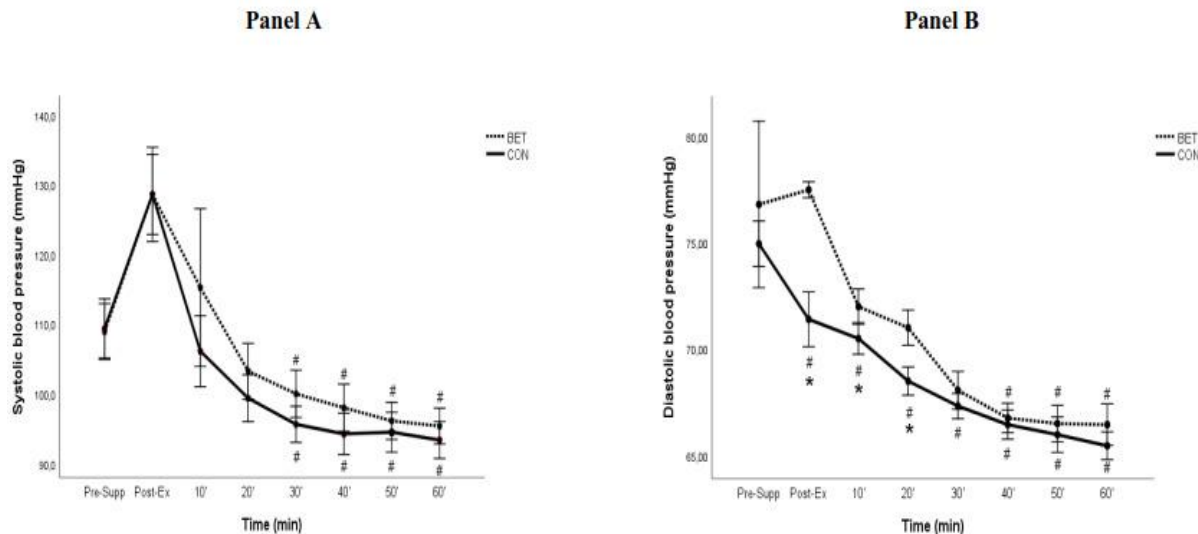 Panel A
Systolic blood pressure (mmHg)
140,0
130,0
120,0
110,0
100,0
90,0
BET
CON
# # # #
# # # #
Pre-Supp Post-Ex 10' 20' 30' 40' 50' 60'
Time (min)
Panel B
Diastolic blood pressure (mmHg)
80,00
75,00
70,00
65,00
BET
CON
# # #
# # # # # # #
* * *
Pre-Supp Post-Ex 10' 20' 30' 40' 50' 60'
Time (min)